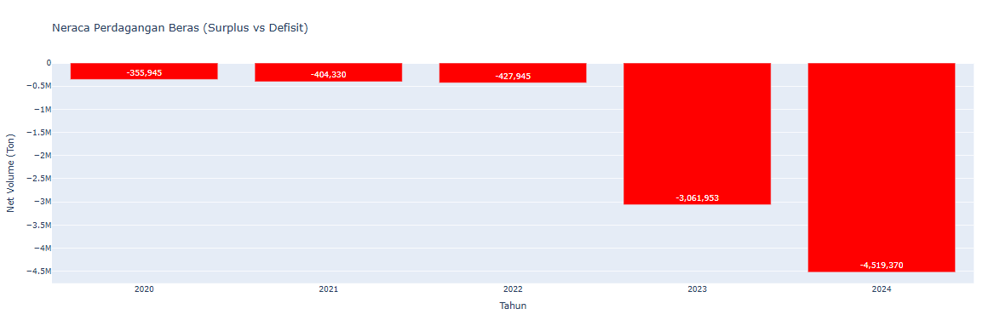 Neraca Perdagangan Beras (Surplus vs Defisit)
0
−0.5M
−1M
−1.5M
−2M
−2.5M
−3M
−3.5M
−4M
−4.5M
Net Volume (Ton)
-355,945
-404,330
-427,945
-3,061,953
-4,519,370
2020
2021
2022
2023
2024
Tahun